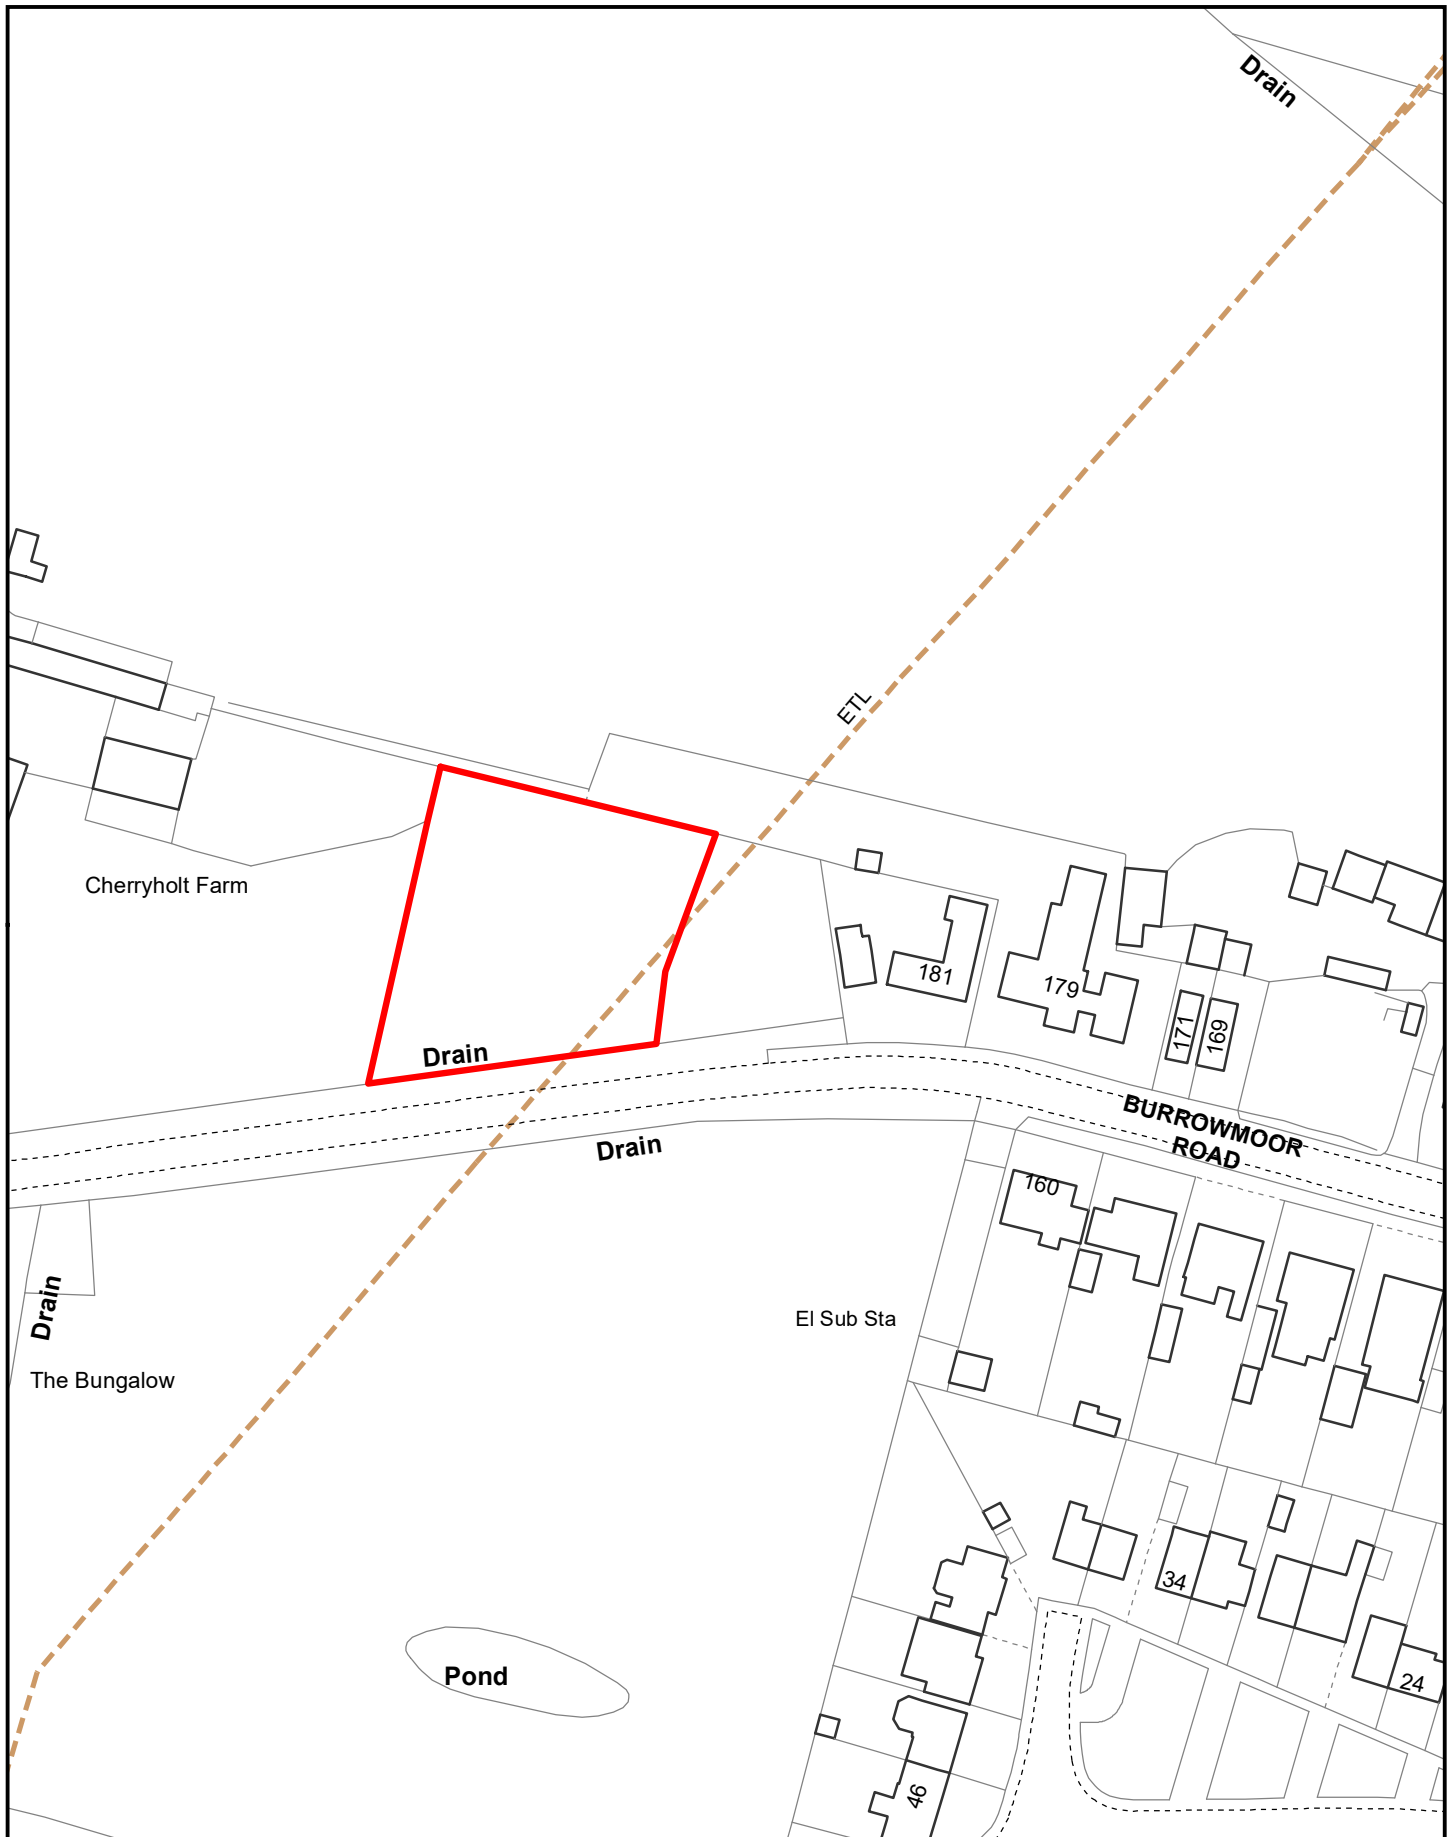 Drain
ETL
Cherryholt Farm
181
179
171
169
Drain
BURROWMOOR
ROAD
Drain
160
Drain
El Sub Sta
The Bungalow
34
Pond
24
46